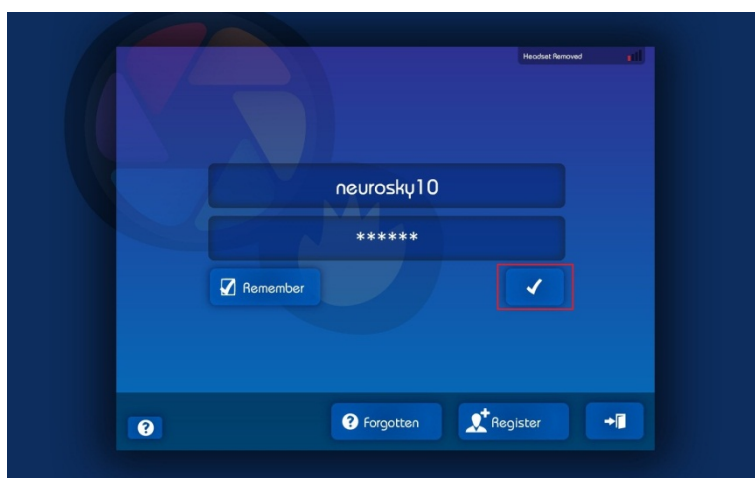 Headset Removed
neurosky10
******
Remember
? Forgotten
Register
?